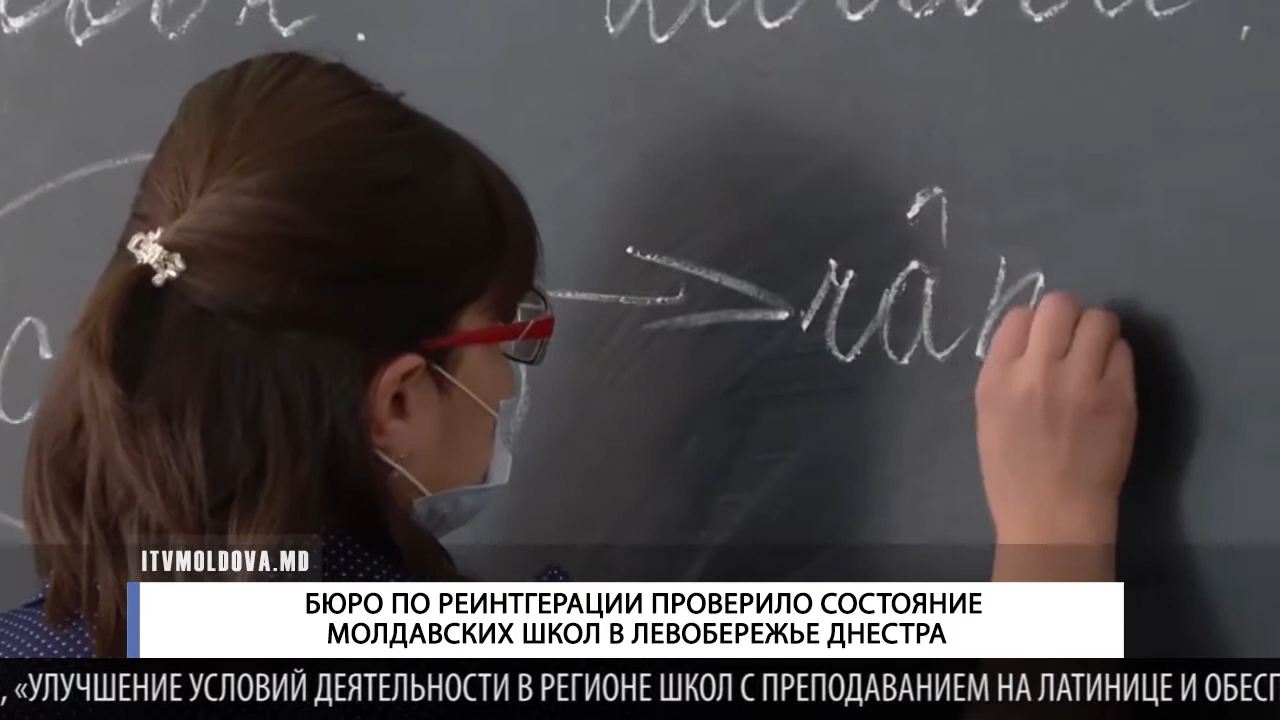 râ
ITVMOLDOVA.MD
БЮРО ПО РЕИНТГЕРАЦИИ ПРОВЕРИЛО СОСТОЯНИЕ
МОЛДАВСКИХ ШКОЛ В ЛЕВОБЕРЕЖЬЕ ДНЕСТРА
, «УЛУЧШЕНИЕ УСЛОВИЙ ДЕЯТЕЛЬНОСТИ В РЕГИОНЕ ШКОЛ С ПРЕПОДАВАНИЕМ НА ЛАТИНИЦЕ И ОБЕСП